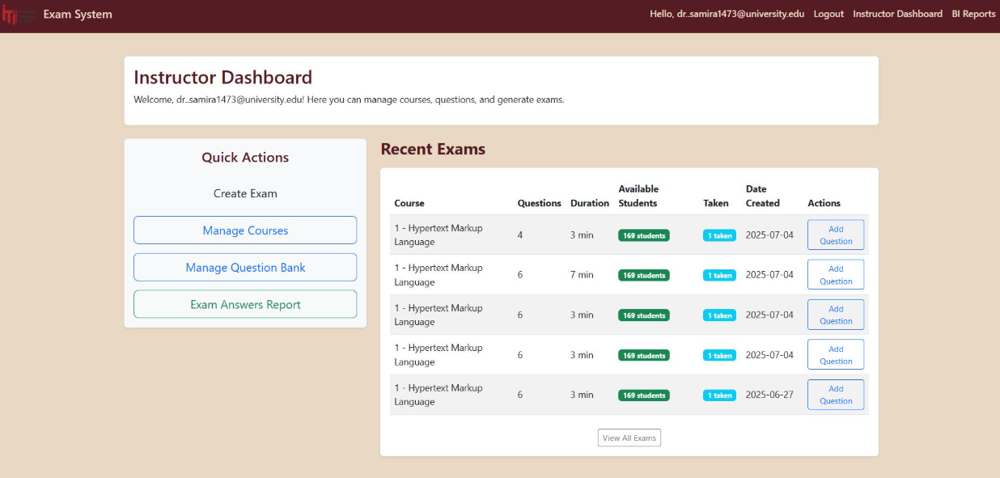 iTi
Exam System
Hello, dr..samira1473@university.edu Logout Instructor Dashboard BI Reports
Instructor Dashboard
Welcome, dr..samira1473@university.edu! Here you can manage courses, questions, and generate exams.
Quick Actions
Create Exam
Manage Courses
Manage Question Bank
Exam Answers Report
Recent Exams
Course Questions Duration Available Students Taken Date Created Actions
1 - Hypertext Markup Language 4 3 min 169 students 1 taken 2025-07-04 Add Question
1 - Hypertext Markup Language 6 7 min 169 students 1 taken 2025-07-04 Add Question
1 - Hypertext Markup Language 6 3 min 169 students 1 taken 2025-07-04 Add Question
1 - Hypertext Markup Language 6 3 min 169 students 1 taken 2025-07-04 Add Question
1 - Hypertext Markup Language 6 3 min 169 students 1 taken 2025-06-27 Add Question
View All Exams